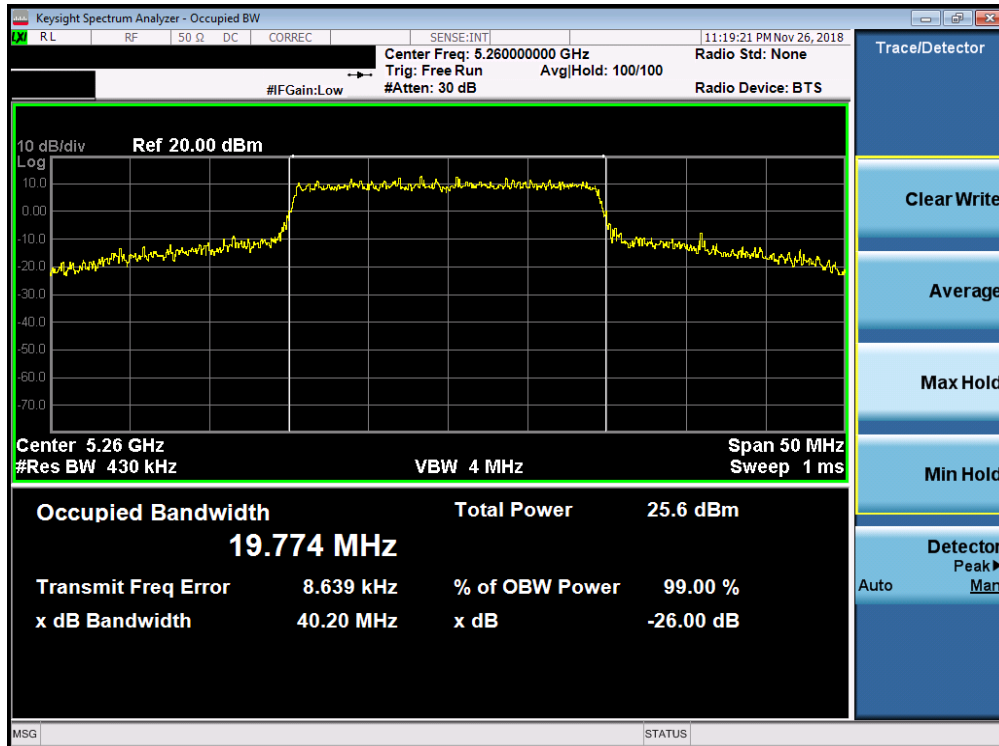 Keysight Spectrum Analyzer - Occupied BW
LXI RL RF 50 Ω DC CORREC SENSE:INT 11:19:21 PM Nov 26, 2018
Center Freq: 5.260000000 GHz Radio Std: None
Trig: Free Run Avg|Hold: 100/100
#IFGain:Low #Atten: 30 dB Radio Device: BTS
10 dB/div Ref 20.00 dBm
Log
10.0
0.00
-10.0
-20.0
-30.0
-40.0
-50.0
-60.0
-70.0
Center 5.26 GHz Span 50 MHz
#Res BW 430 kHz VBW 4 MHz Sweep 1 ms
Occupied Bandwidth Total Power 25.6 dBm
19.774 MHz
Transmit Freq Error 8.639 kHz % of OBW Power 99.00 %
x dB Bandwidth 40.20 MHz x dB -26.00 dB
MSG STATUS
Trace/Detector
Clear Write
Average
Max Hold
Min Hold
Detector
Peak▶
Auto Man